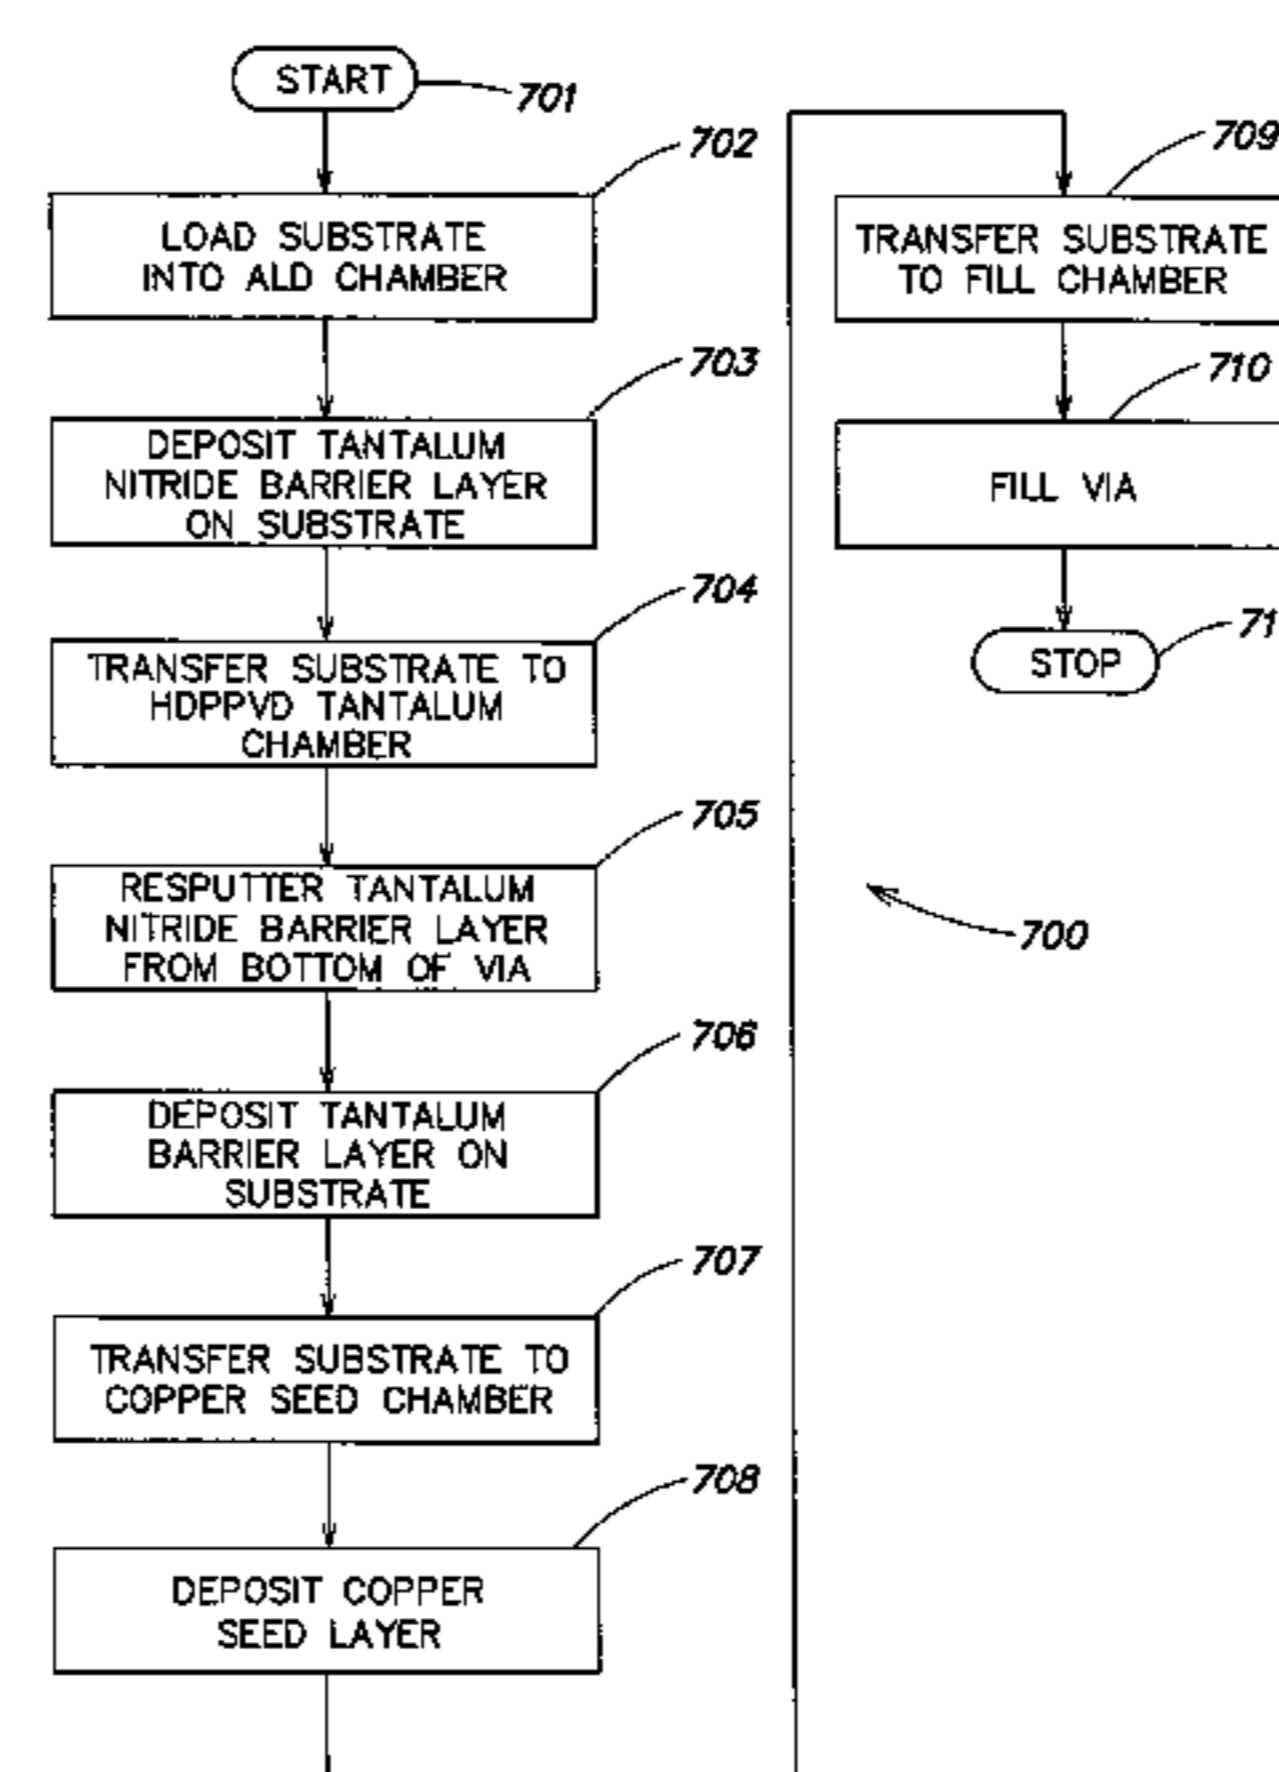 START
701
702
LOAD SUBSTRATE
INTO ALD CHAMBER
703
DEPOSIT TANTALUM
NITRIDE BARRIER LAYER
ON SUBSTRATE
704
TRANSFER SUBSTRATE TO
HDPPVD TANTALUM
CHAMBER
705
RESPUTTER TANTALUM
NITRIDE BARRIER LAYER
FROM BOTTOM OF VIA
706
DEPOSIT TANTALUM
BARRIER LAYER ON
SUBSTRATE
707
TRANSFER SUBSTRATE TO
COPPER SEED CHAMBER
708
DEPOSIT COPPER
SEED LAYER
709
TRANSFER SUBSTRATE
TO FILL CHAMBER
710
FILL VIA
71
STOP
700